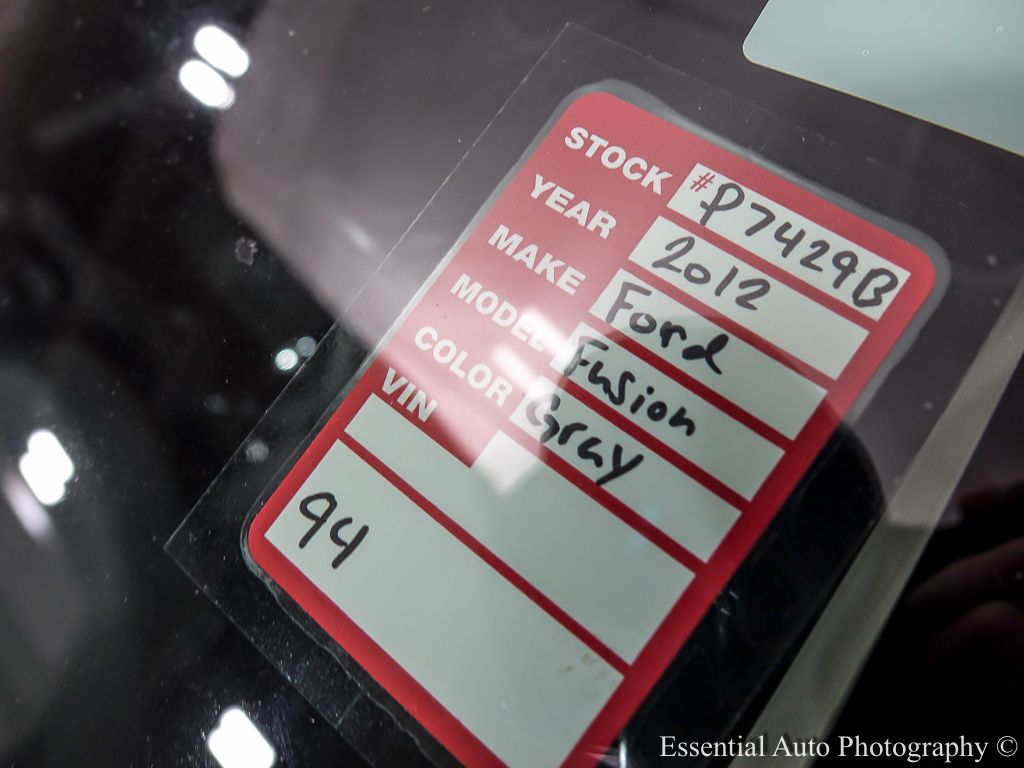 STOCK #P7429B
YEAR 2012
MAKE Ford
MODEL Fusion
COLOR Gray
VIN
94
Essential Auto Photography ©